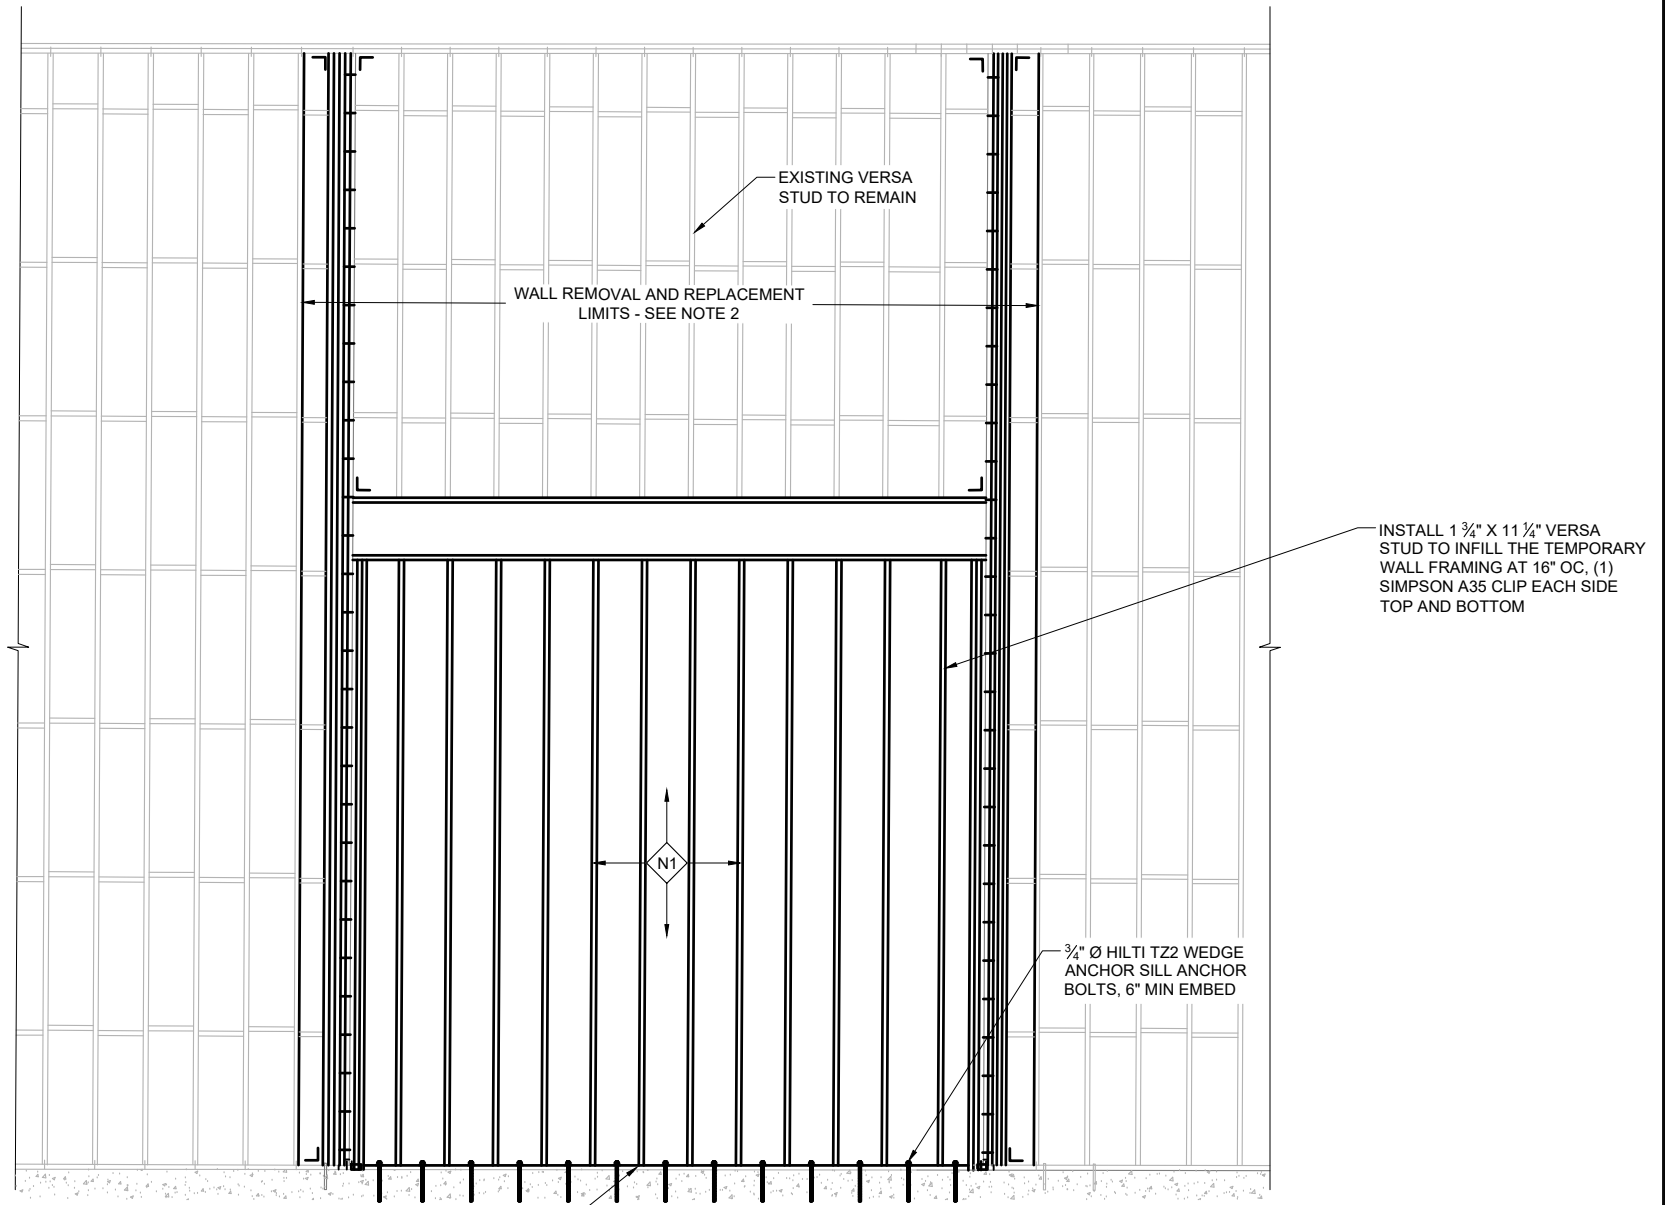 EXISTING VERSA
STUD TO REMAIN
WALL REMOVAL AND REPLACEMENT
LIMITS - SEE NOTE 2
INSTALL 1 ¾" X 11 ¼" VERSA
STUD TO INFILL THE TEMPORARY
WALL FRAMING AT 16" OC, (1)
SIMPSON A35 CLIP EACH SIDE
TOP AND BOTTOM
N1
¾" Ø HILTI TZ2 WEDGE
ANCHOR SILL ANCHOR
BOLTS, 6" MIN EMBED